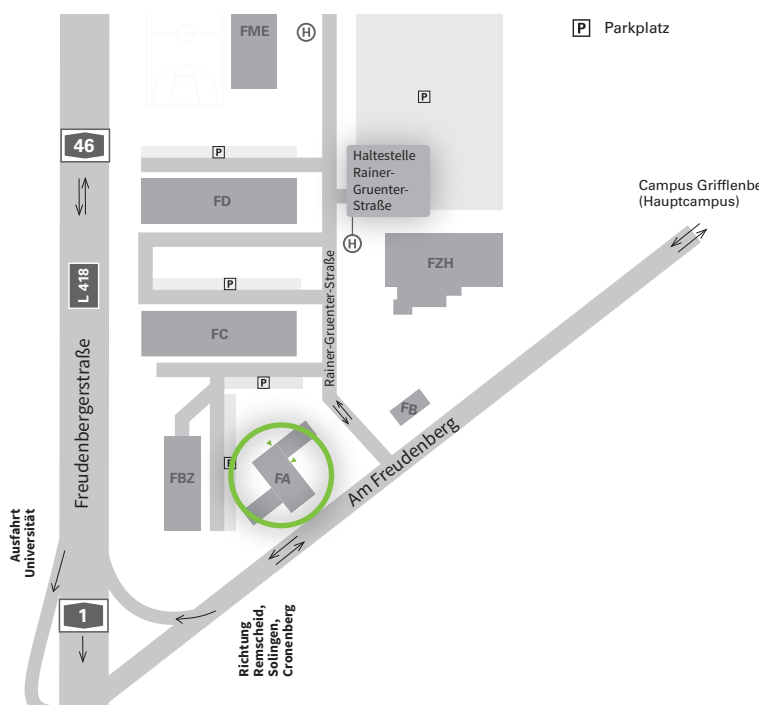 FME
H
P Parkplatz
P
46
P
Haltestelle
Rainer-
Gruenter-
Straße
FD
Campus Grifflenbe
(Hauptcampus)
H
FZH
L 418
P
Rainer-Gruenter-Straße
FC
Freudenbergerstraße
P
FB
Am Freudenberg
FBZ
P
FA
Ausfahrt
Universität
1
Richtung
Remscheid,
Solingen,
Cronenberg